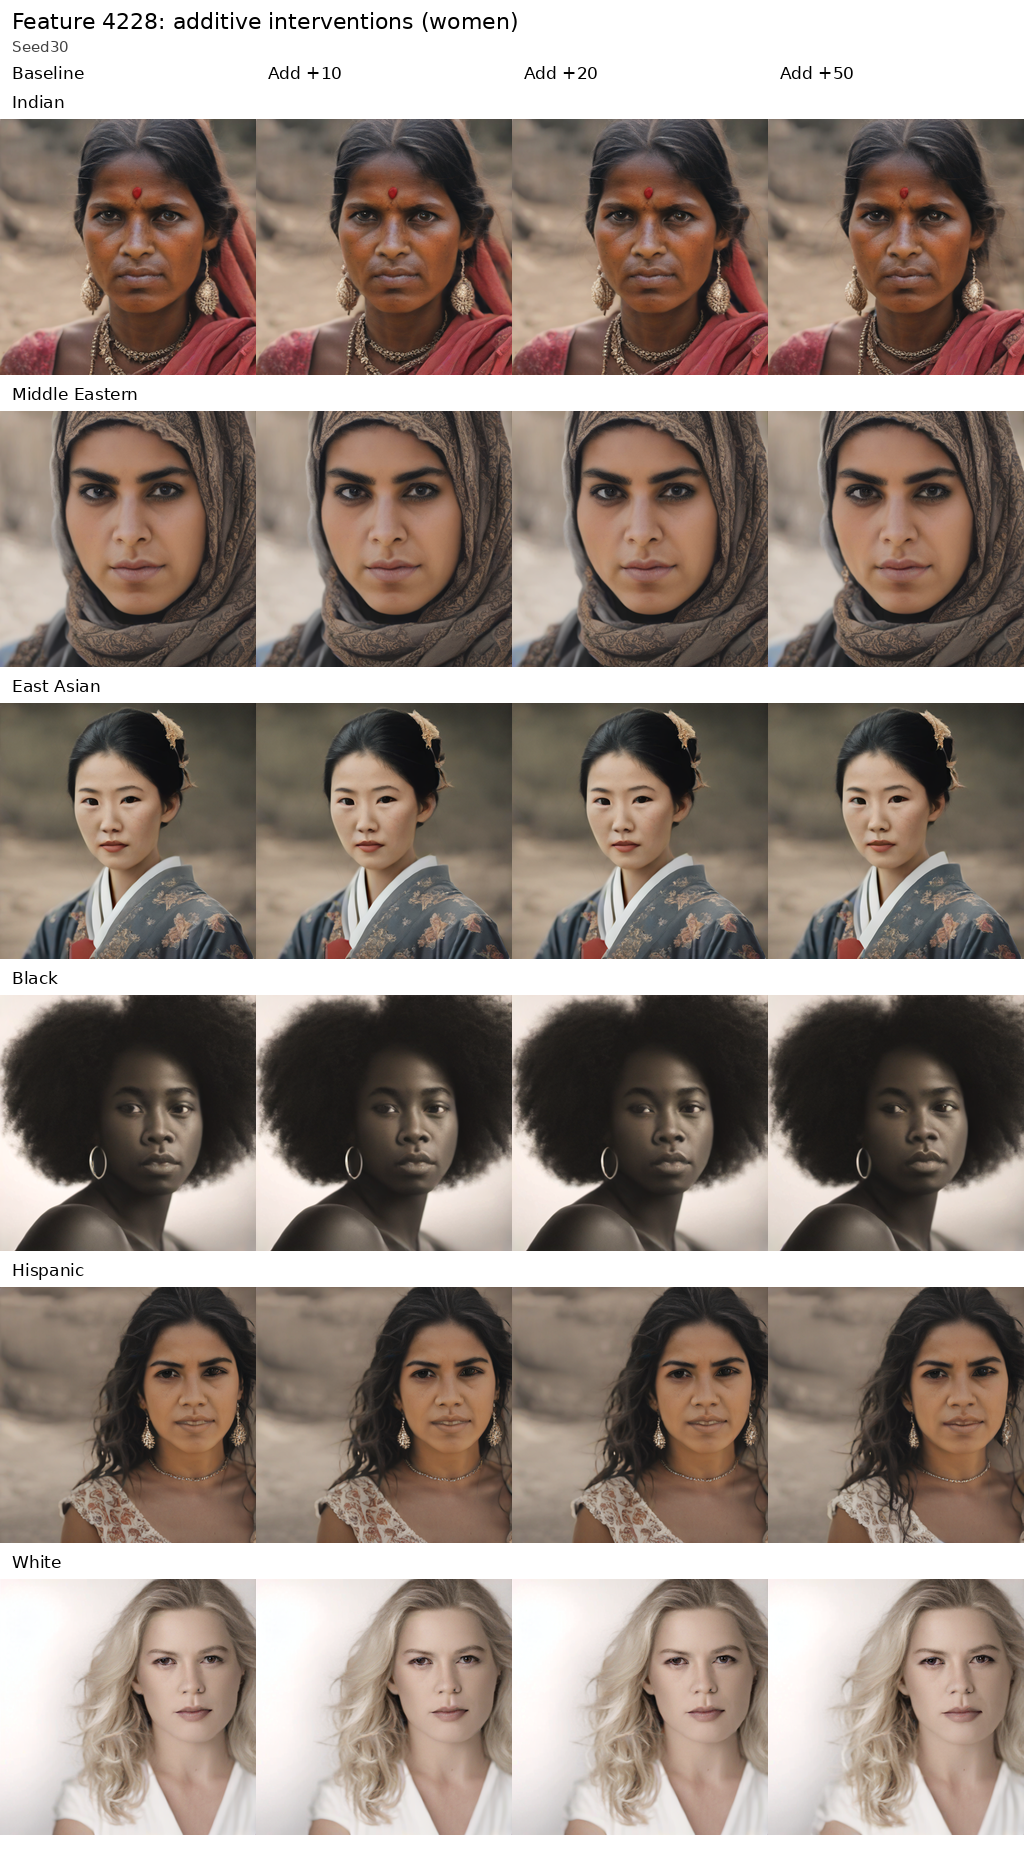 Feature 4228: additive interventions (women)
Seed30
Baseline Add +10 Add +20 Add +50
Indian
Middle Eastern
East Asian
Black
Hispanic
White